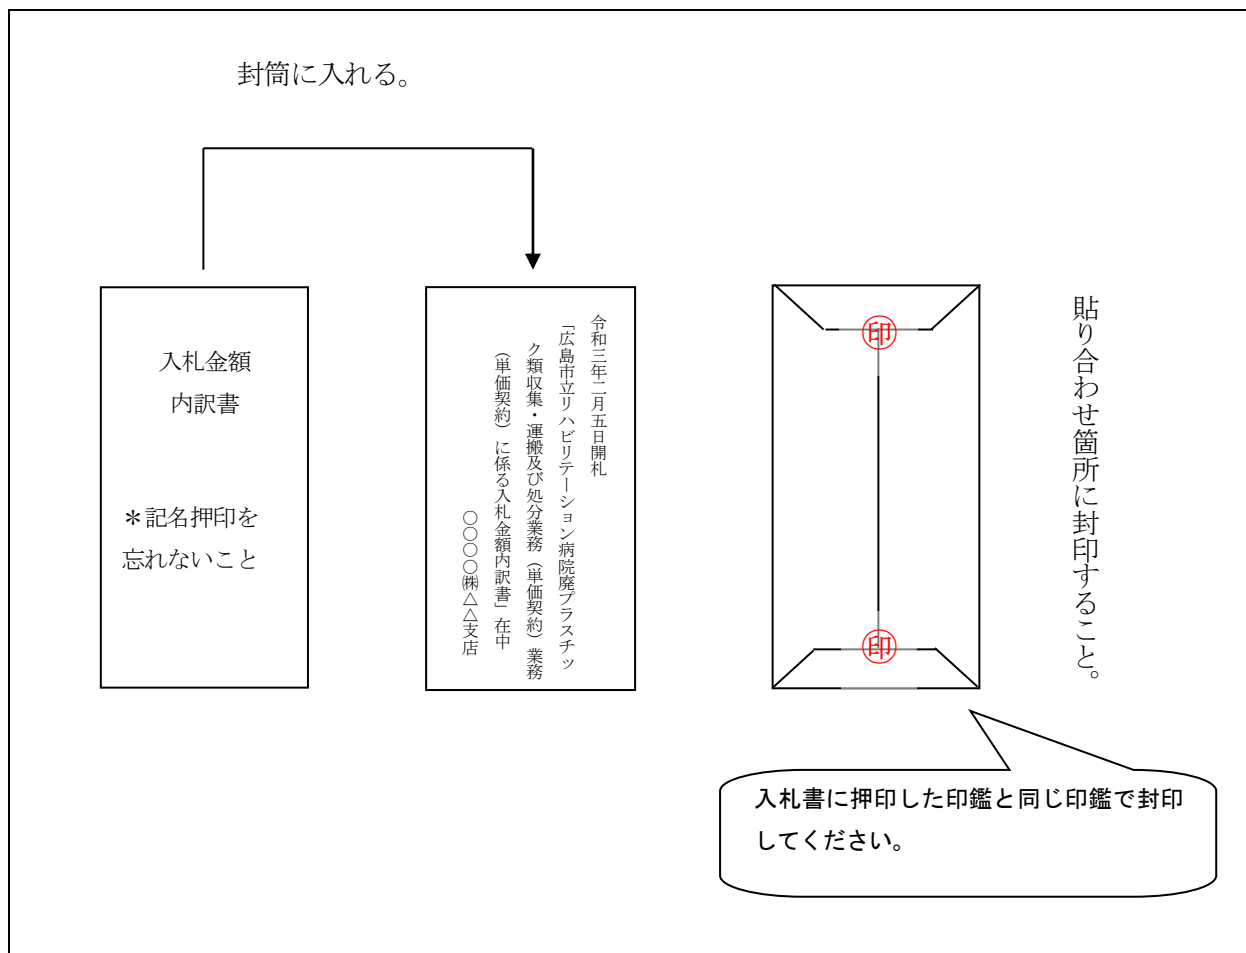 封筒に入れる。
入札金額
内訳書
＊記名押印を
忘れないこと
令和三年二月五日開札
「広島市立リハビリテーション病院廃プラスチッ
ク類収集・運搬及び処分業務（単価契約）業務
（単価契約）に係る入札金額内訳書」在中
〇〇〇〇㈱△△支店
印
印
貼り合わせ箇所に封印すること。
入札書に押印した印鑑と同じ印鑑で封印
してください。